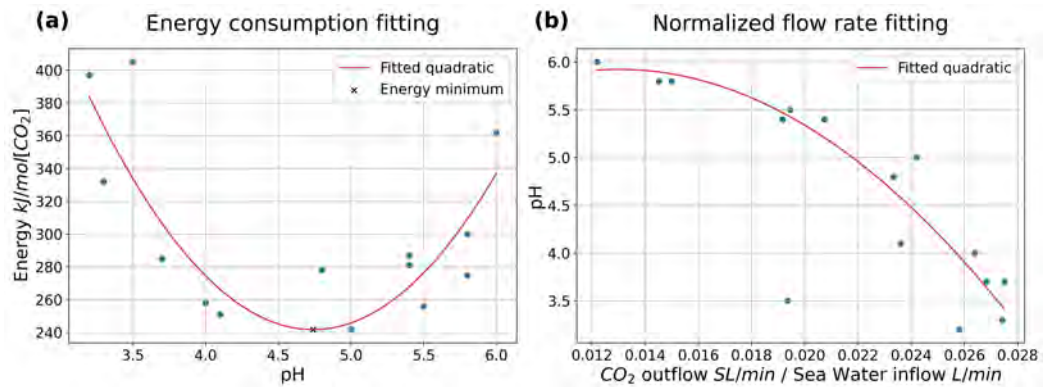 (a) Energy consumption fitting
Energy kJ/mol[CO₂]
400
380
360
340
320
300
280
260
240
Fitted quadratic
Energy minimum
3.5 4.0 4.5 5.0 5.5 6.0
pH
(b) Normalized flow rate fitting
pH
6.0
5.5
5.0
4.5
4.0
3.5
Fitted quadratic
0.012 0.014 0.016 0.018 0.020 0.022 0.024 0.026 0.028
CO₂ outflow SL/min / Sea Water inflow L/min